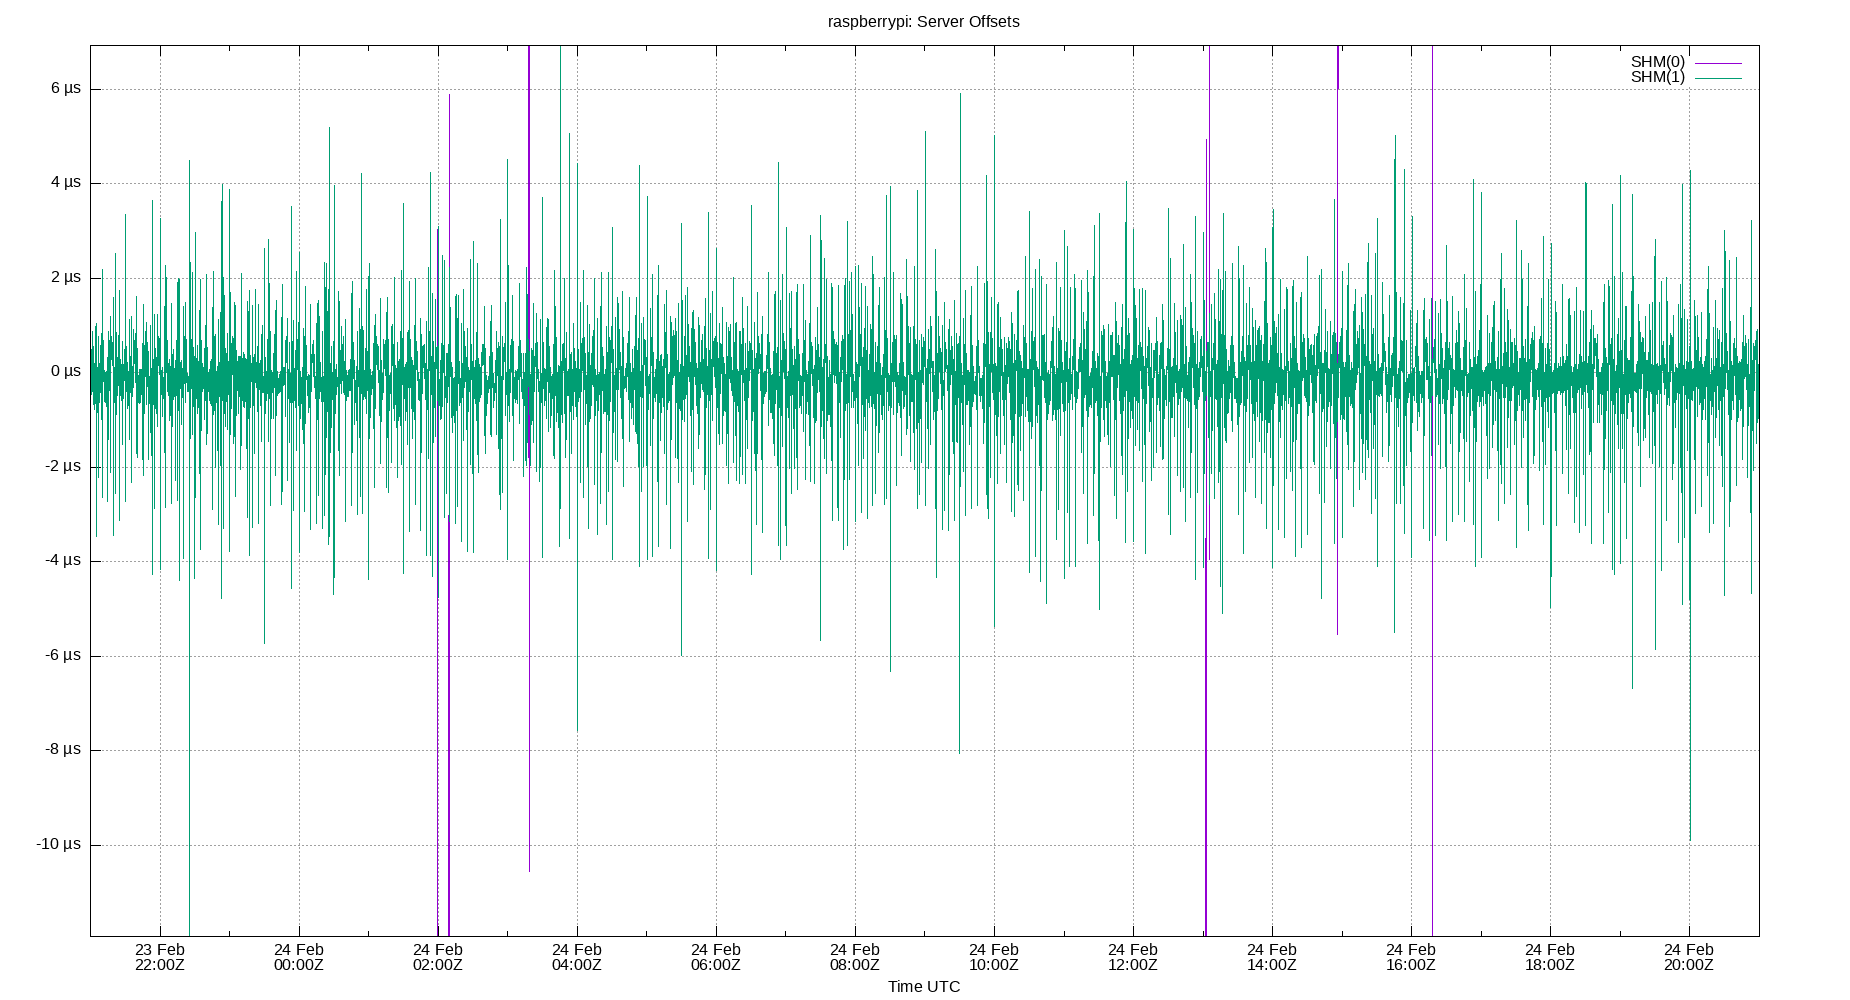 raspberrypi: Server Offsets
SHM(0)
SHM(1)
6 µs
4 µs
2 µs
0 µs
-2 µs
-4 µs
-6 µs
-8 µs
-10 µs
23 Feb 24 Feb 24 Feb 24 Feb 24 Feb 24 Feb 24 Feb 24 Feb 24 Feb 24 Feb 24 Feb 24 Feb
22:00Z 00:00Z 02:00Z 04:00Z 06:00Z 08:00Z 10:00Z 12:00Z 14:00Z 16:00Z 18:00Z 20:00Z
Time UTC